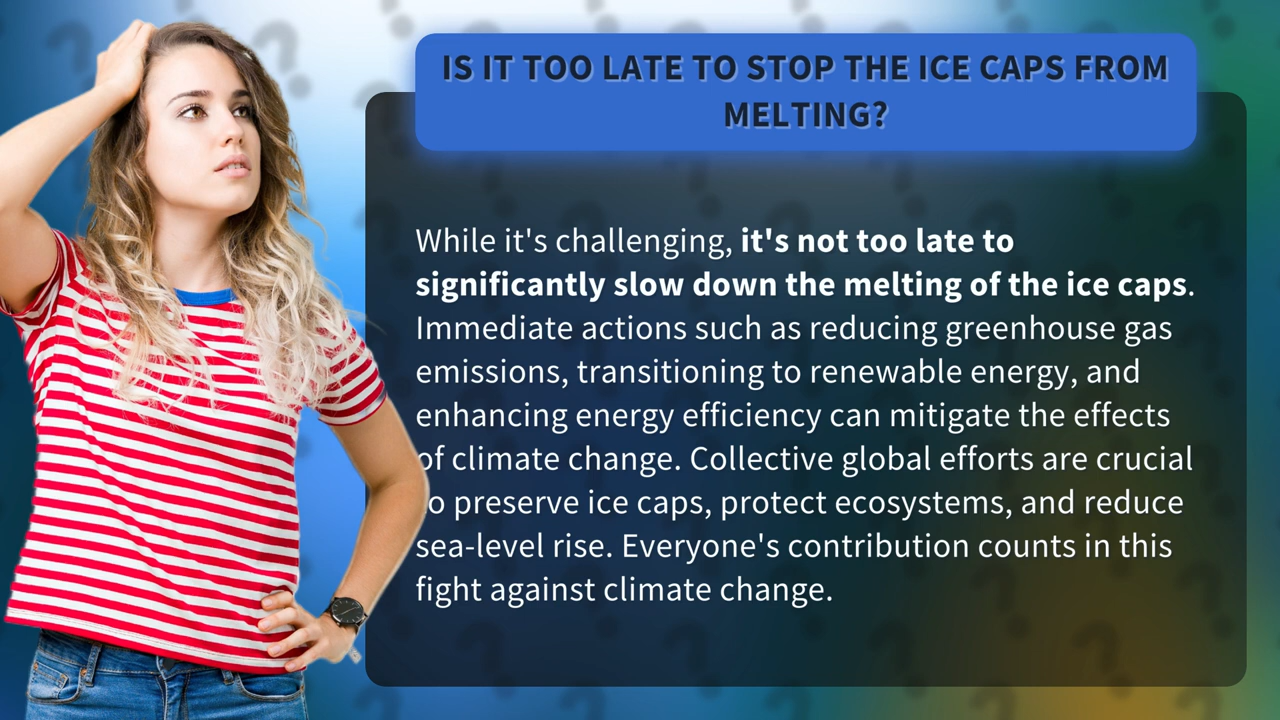 IS IT TOO LATE TO STOP THE ICE CAPS FROM
MELTING?
While it's challenging, it's not too late to
significantly slow down the melting of the ice caps.
Immediate actions such as reducing greenhouse gas
emissions, transitioning to renewable energy, and
enhancing energy efficiency can mitigate the effects
of climate change. Collective global efforts are crucial
to preserve ice caps, protect ecosystems, and reduce
sea-level rise. Everyone's contribution counts in this
fight against climate change.